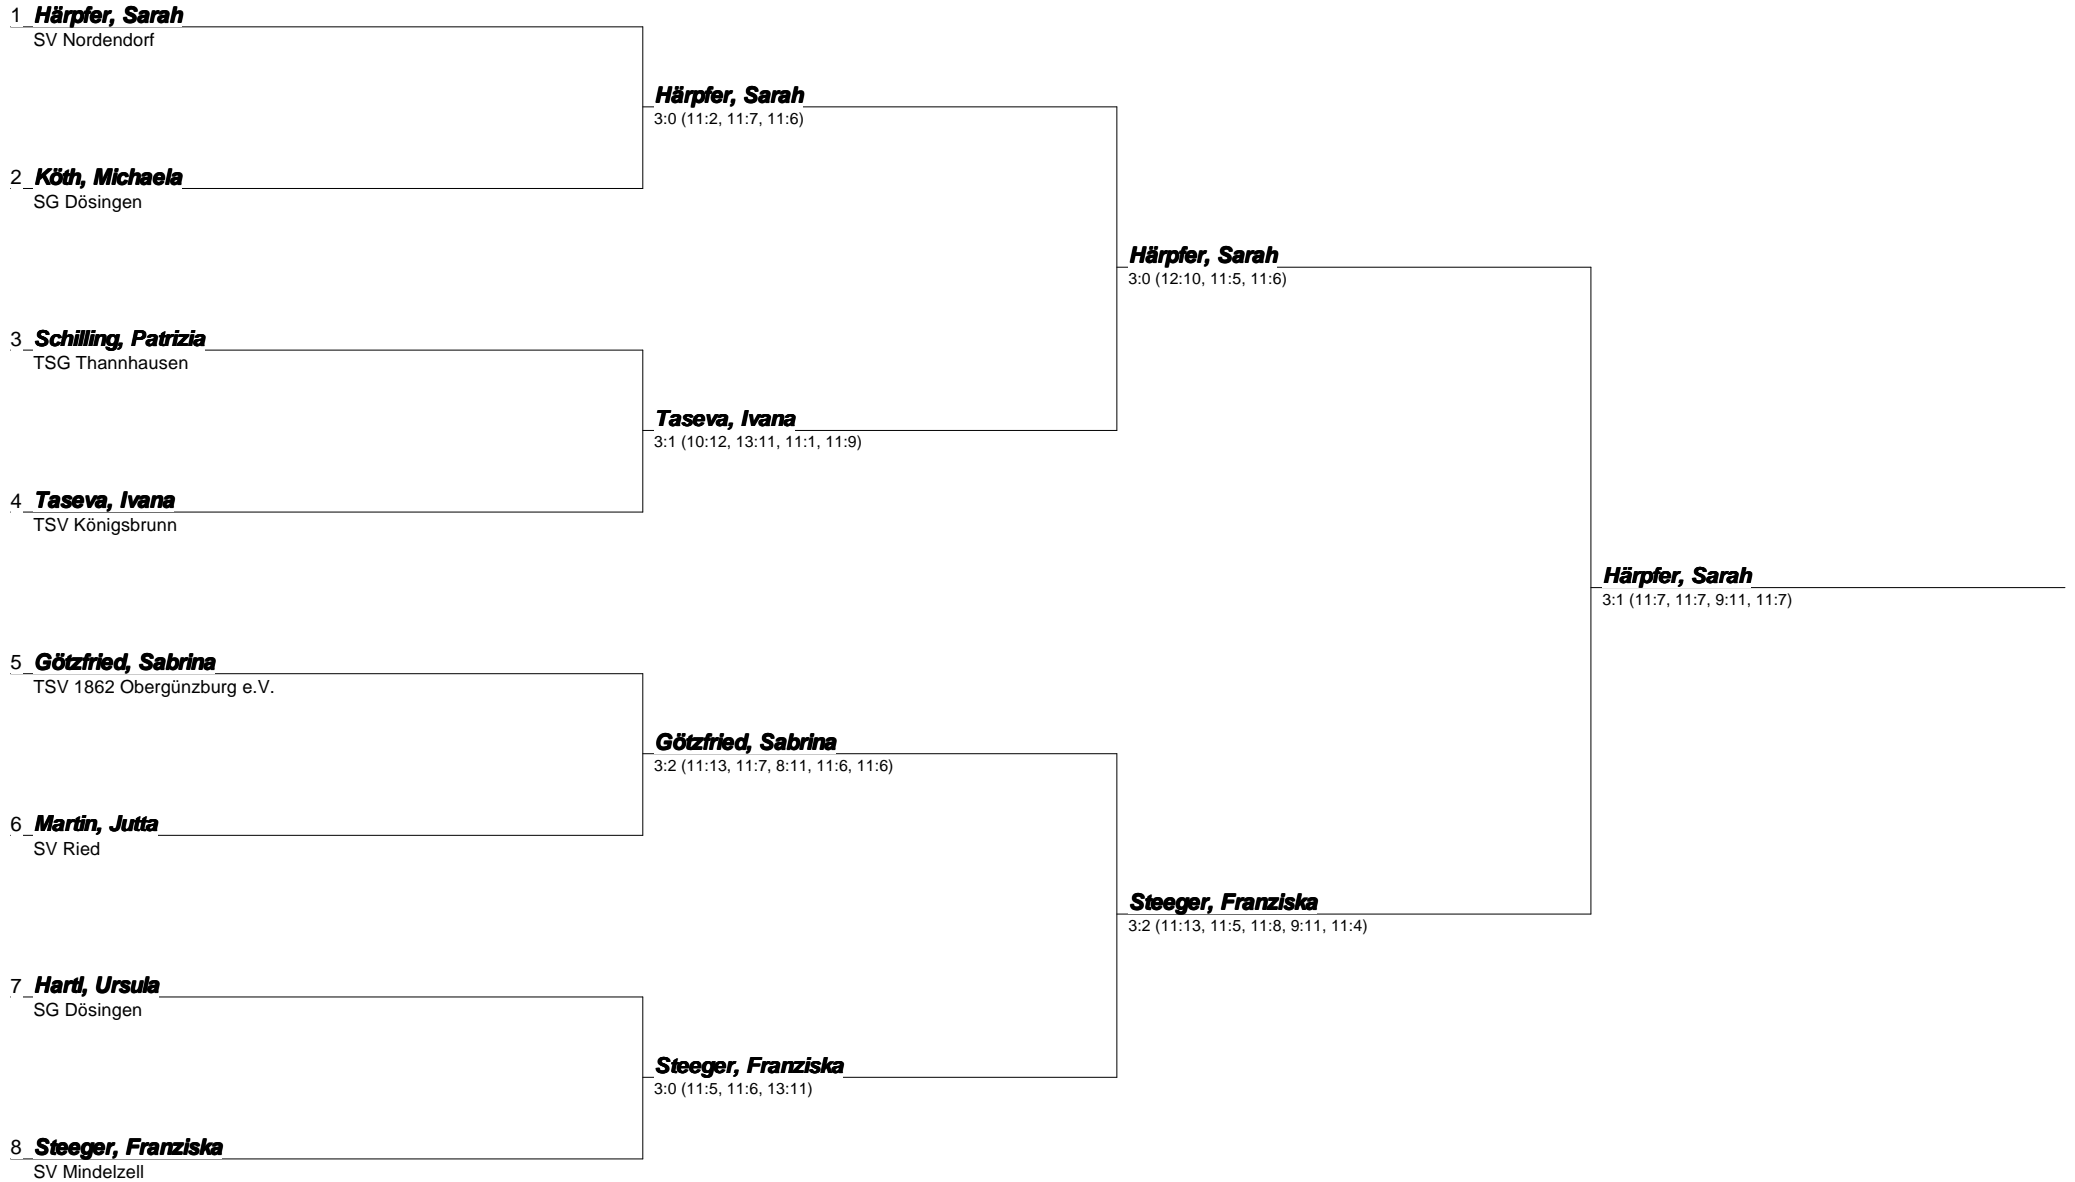 1 Härpfer, Sarah
SV Nordendorf
Härpfer, Sarah
3:0 (11:2, 11:7, 11:6)
2 Köth, Michaela
SG Dösingen
Härpfer, Sarah
3:0 (12:10, 11:5, 11:6)
3 Schilling, Patrizia
TSG Thannhausen
Taseva, Ivana
3:1 (10:12, 13:11, 11:1, 11:9)
4 Taseva, Ivana
TSV Königsbrunn
Härpfer, Sarah
3:1 (11:7, 11:7, 9:11, 11:7)
5 Götzfried, Sabrina
TSV 1862 Obergünzburg e.V.
Götzfried, Sabrina
3:2 (11:13, 11:7, 8:11, 11:6, 11:6)
6 Martin, Jutta
SV Ried
Steeger, Franziska
3:2 (11:13, 11:5, 11:8, 9:11, 11:4)
7 Hartl, Ursula
SG Dösingen
Steeger, Franziska
3:0 (11:5, 11:6, 13:11)
8 Steeger, Franziska
SV Mindelzell